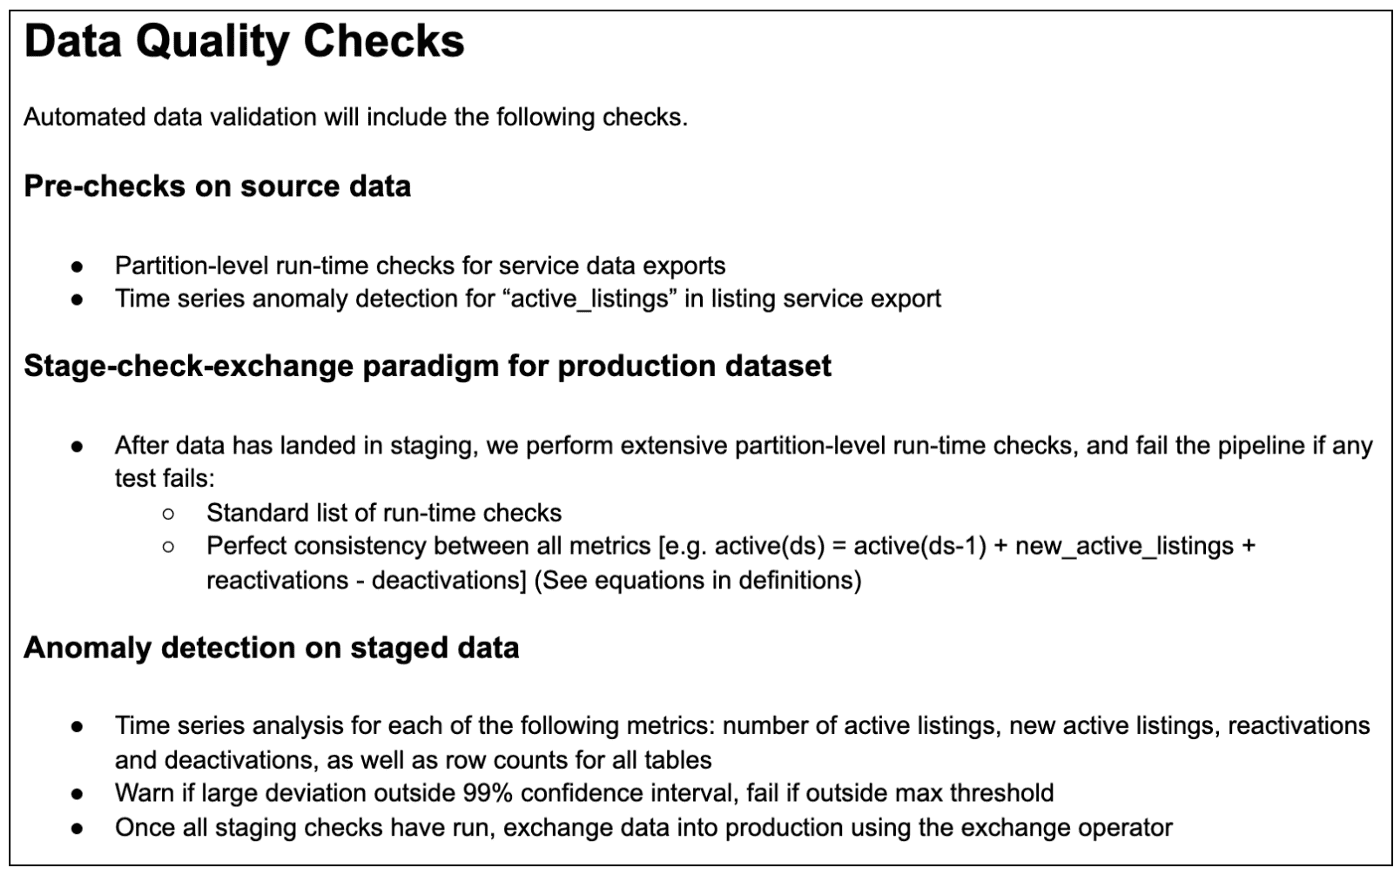 Data Quality Checks
Automated data validation will include the following checks.
Pre-checks on source data
● Partition-level run-time checks for service data exports
● Time series anomaly detection for “active_listings” in listing service export
Stage-check-exchange paradigm for production dataset
● After data has landed in staging, we perform extensive partition-level run-time checks, and fail the pipeline if any
test fails:
○ Standard list of run-time checks
○ Perfect consistency between all metrics [e.g. active(ds) = active(ds-1) + new_active_listings +
reactivations - deactivations] (See equations in definitions)
Anomaly detection on staged data
● Time series analysis for each of the following metrics: number of active listings, new active listings, reactivations
and deactivations, as well as row counts for all tables
● Warn if large deviation outside 99% confidence interval, fail if outside max threshold
● Once all staging checks have run, exchange data into production using the exchange operator